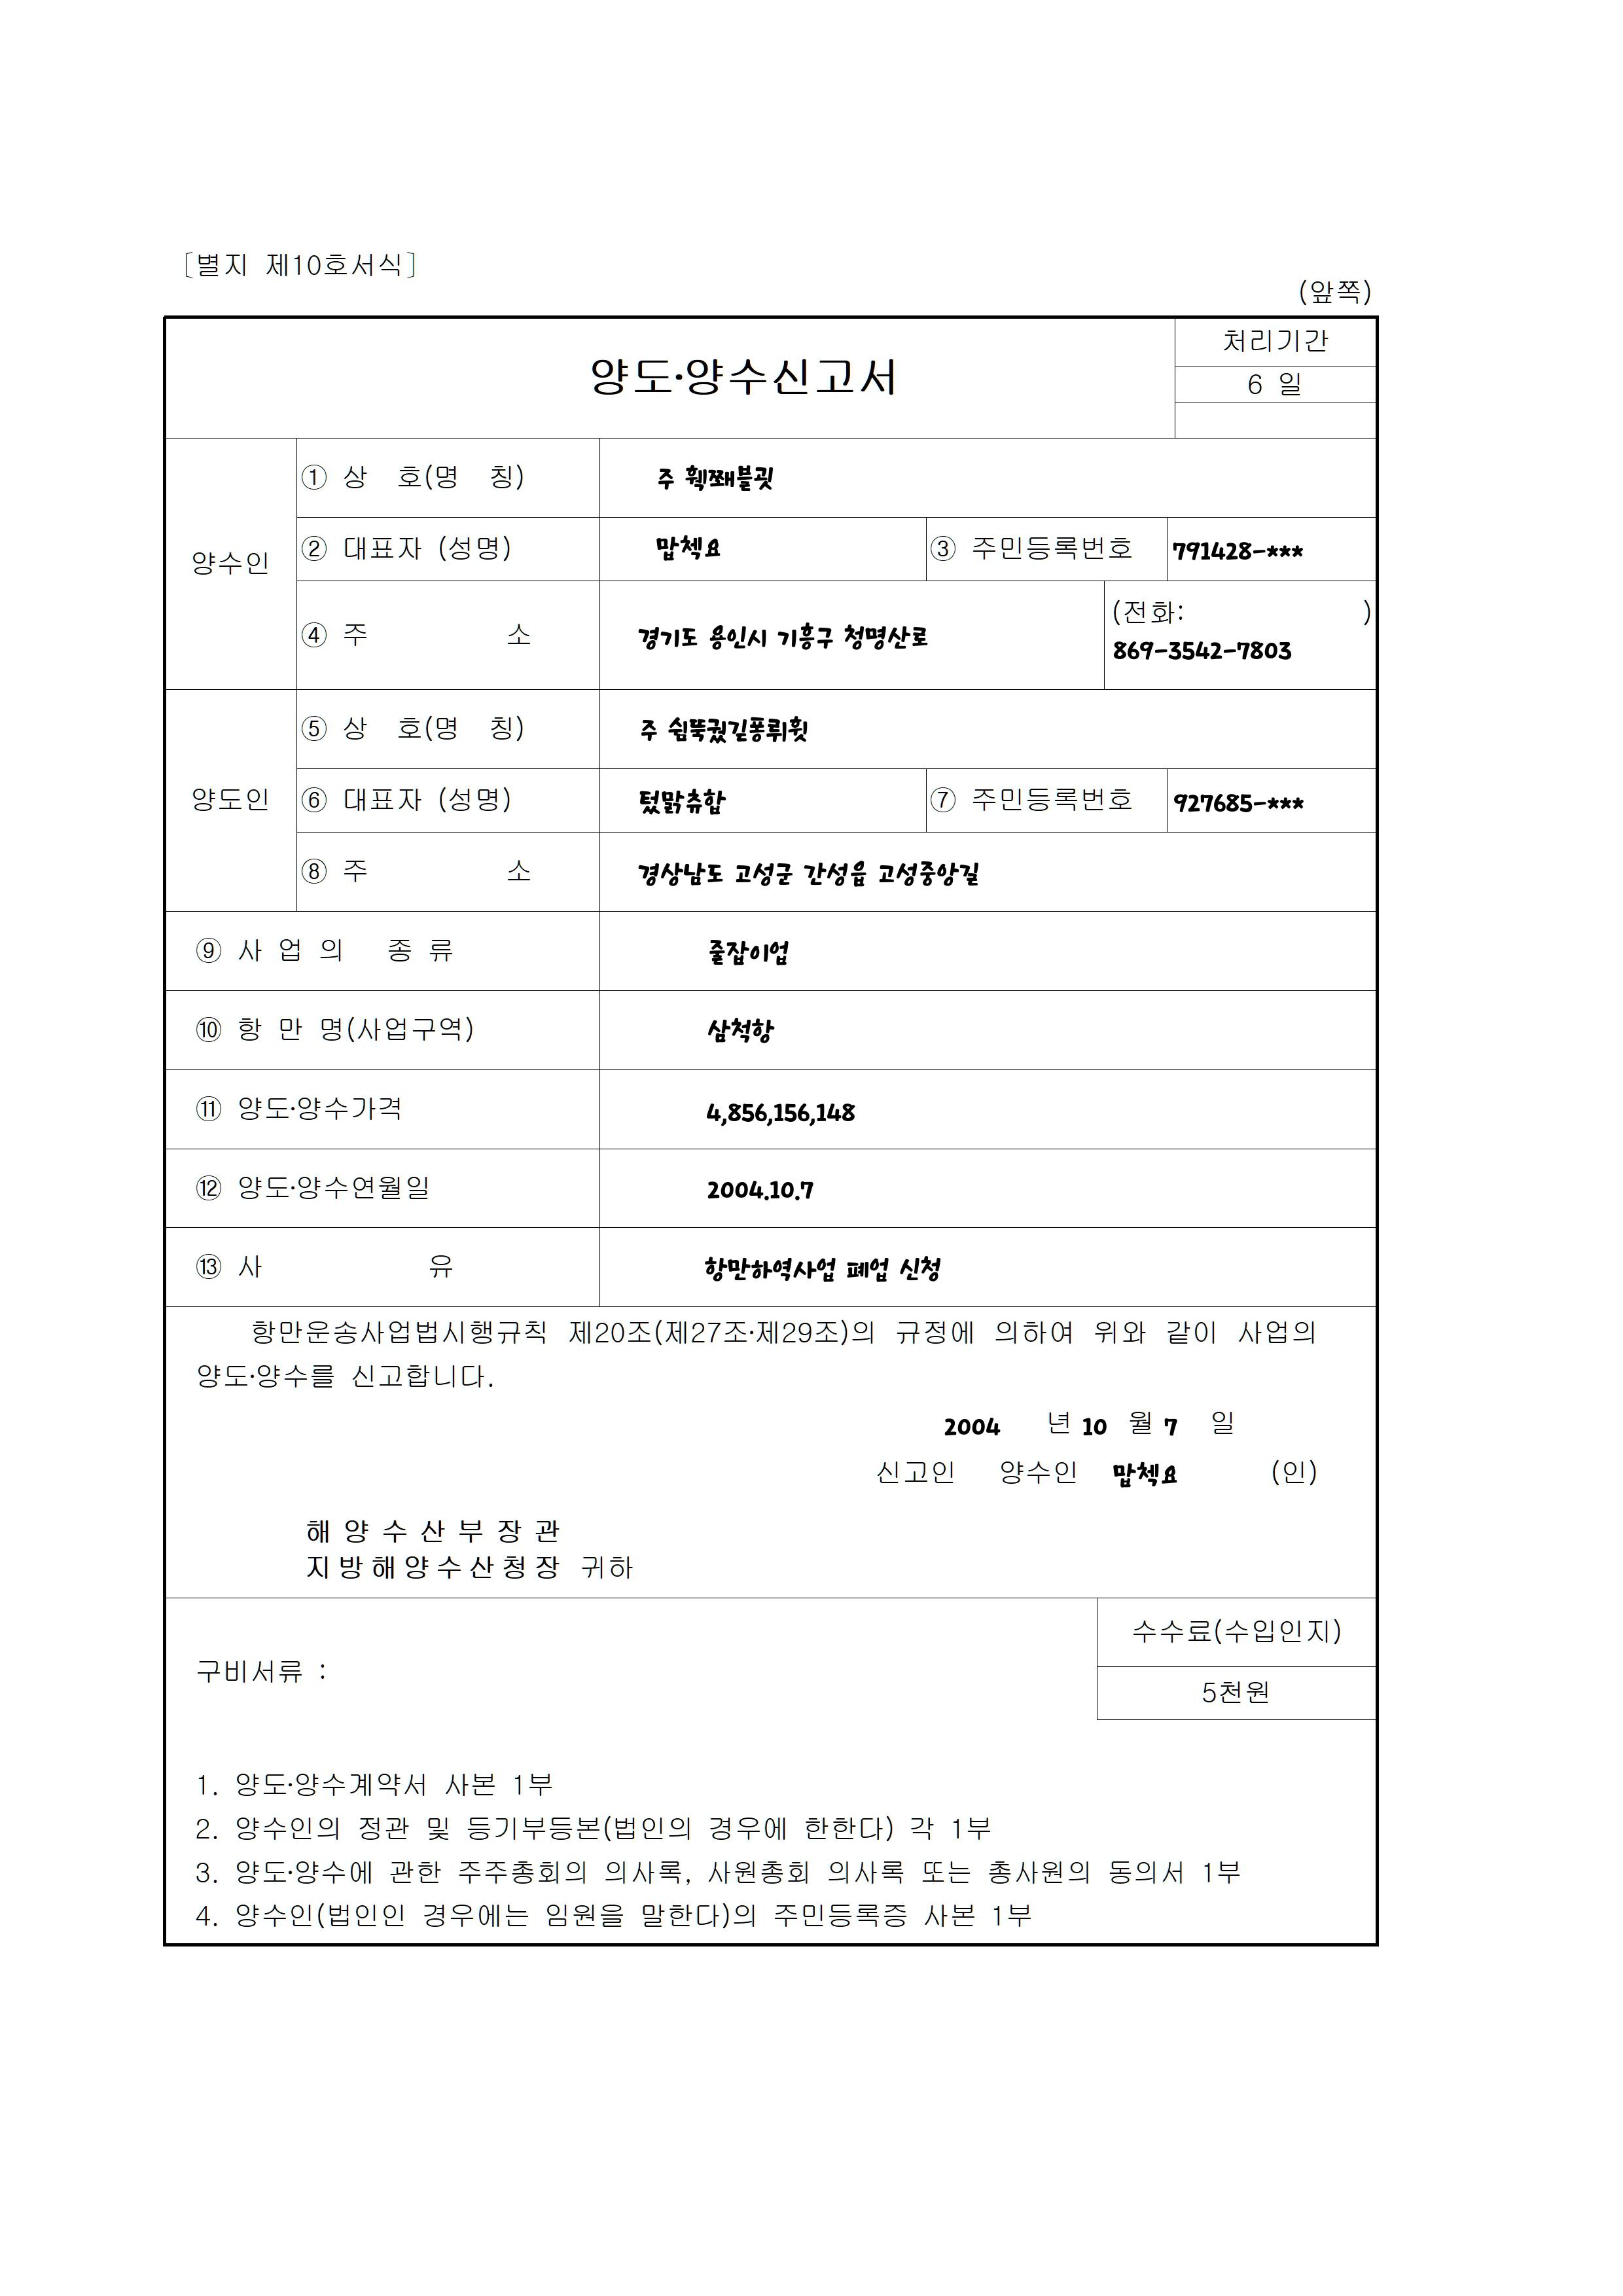 [별지 제10호서식]
(앞쪽)
양도·양수신고서
처리기간
6 일
양수인
① 상 호(명 칭) 주 훽쬐블굇
② 대표자 (성명) 맙첵요 ③ 주민등록번호 791428-***
④ 주 소 경기도 용인시 기흥구 청명산로 (전화: )
869-3542-7803
양도인
⑤ 상 호(명 칭) 주
⑥ 대표자 (성명) 텄맑츄합 ⑦ 주민등록번호 927685-***
⑧ 주 소 경상남도 고성군 간성읍 고성중앙길
⑨ 사 업 의 종 류 줄잡이업
⑩ 항 만 명(사업구역) 삼척항
⑪ 양도·양수가격 4,856,156,148
⑫ 양도·양수연월일 2004.10.7
⑬ 사 유 항만하역사업 폐업 신청
항만운송사업법시행규칙 제20조(제27조·제29조)의 규정에 의하여 위와 같이 사업의
양도·양수를 신고합니다.
2004 년 10 월 7 일
신고인 양수인 맙첵요 (인)
해 양 수 산 부 장 관
지 방 해 양 수 산 청 장 귀하
구비서류 :
수수료(수입인지)
5천원
1. 양도·양수계약서 사본 1부
2. 양수인의 정관 및 등기부등본(법인의 경우에 한한다) 각 1부
3. 양도·양수에 관한 주주총회의 의사록, 사원총회 의사록 또는 총사원의 동의서 1부
4. 양수인(법인인 경우에는 임원을 말한다)의 주민등록증 사본 1부